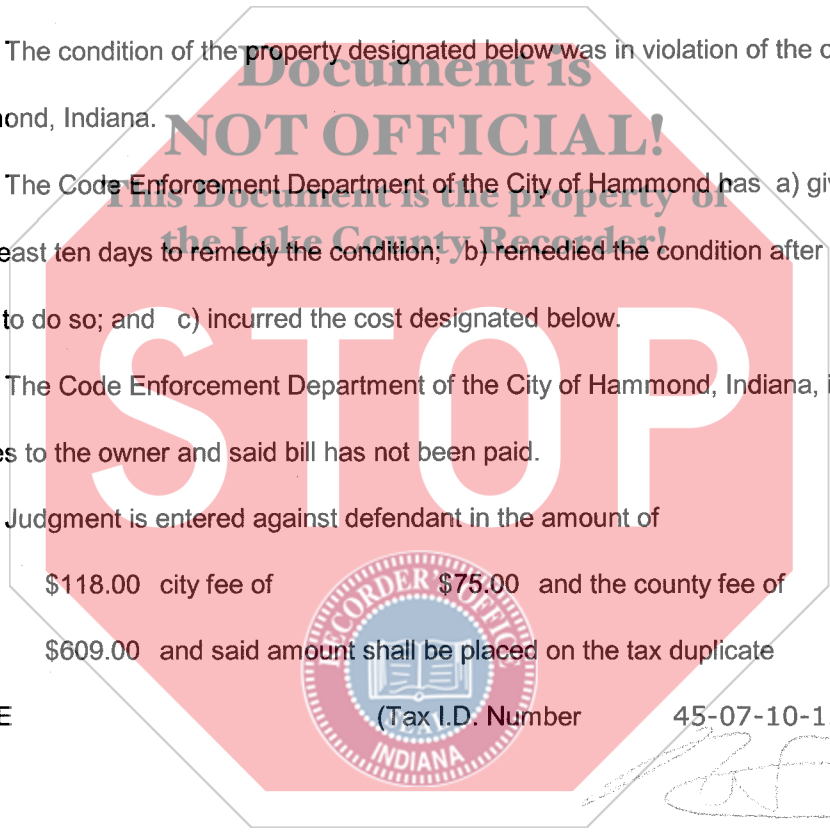 The condition of the property designated below was in violation of the
Document is
ond, Indiana.
NOT OFFICIAL!
The Code Enforcement Department of the City of Hammond has a)
This Document is the property of
east ten days to remedy the condition; b) remedied the condition after
the Lake County Recorder!
to do so; and c) incurred the cost designated below.
STOP
The Code Enforcement Department of the City of Hammond, Indiana,
s to the owner and said bill has not been paid.
Judgment is entered against defendant in the amount of
$118.00 city fee of $75.00 and the county fee of
RECORDER'S OFFICE
$609.00 and said amount shall be placed on the tax duplicate
E (Tax I.D. Number 45-07-10-1
INDIANA